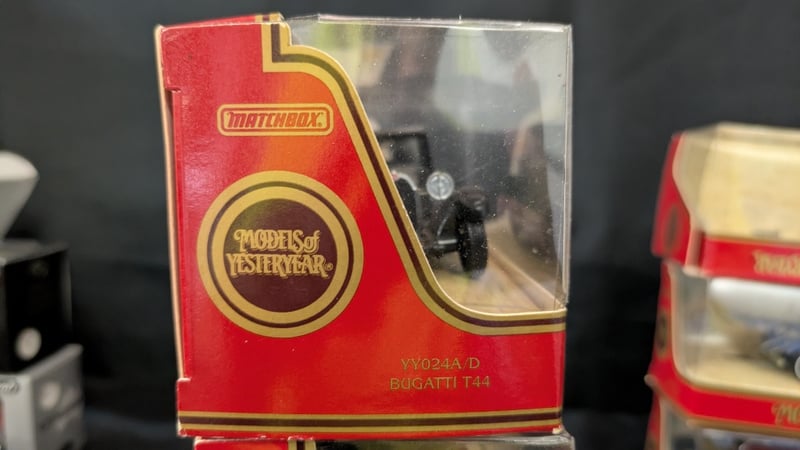 MATCHBOX®
MODELS of
YESTERYEAR®
YY024A/D
BUGATTI T44